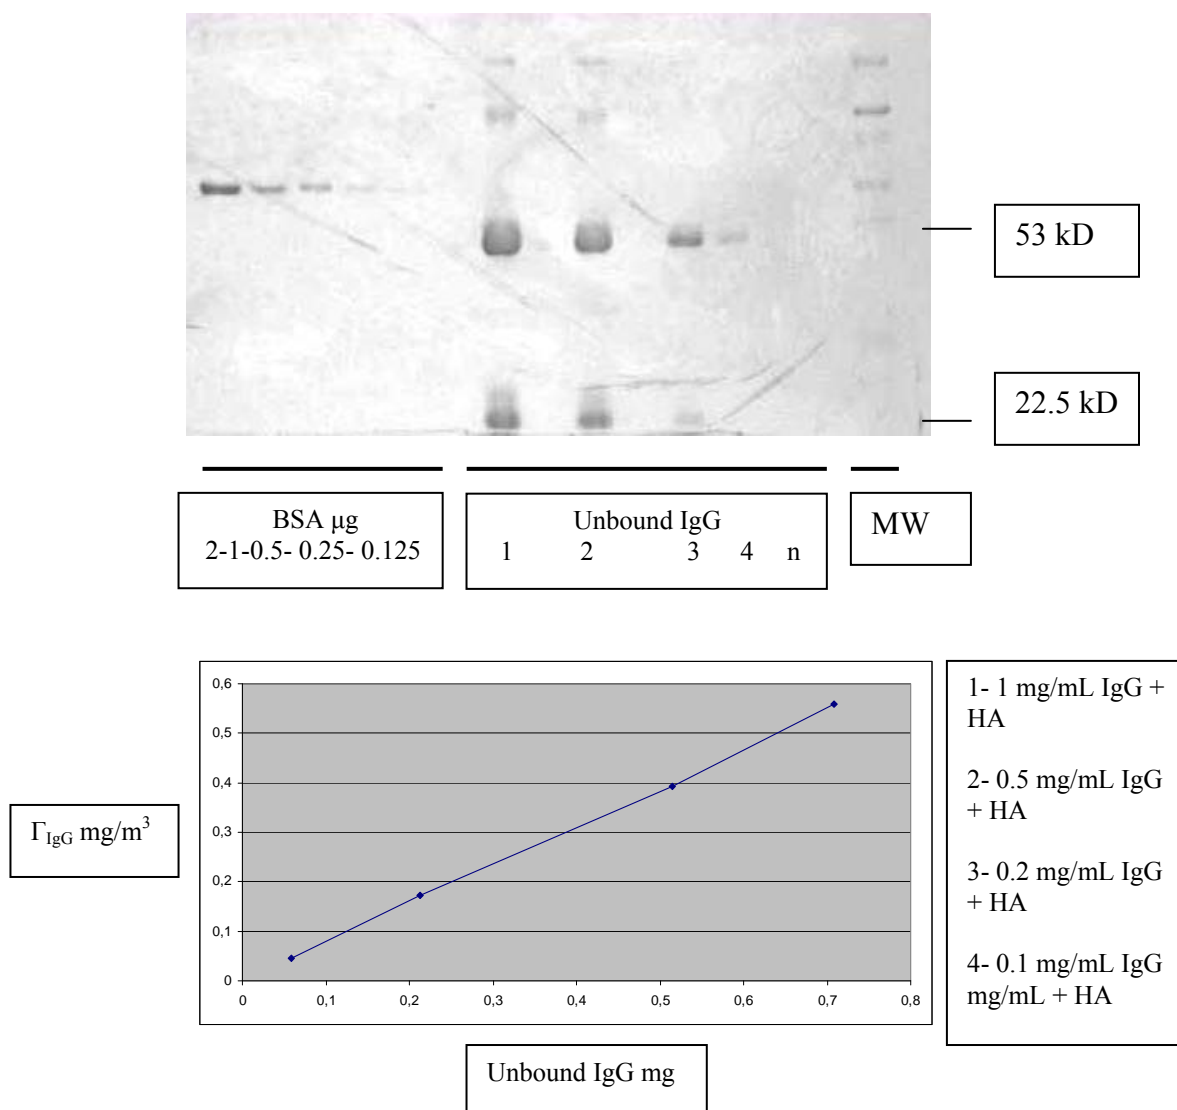 53 kD
22.5 kD
BSA µg
2-1-0.5- 0.25- 0.125
Unbound IgG
1 2 3 4 n
MW
0,6
0,5
0,4
0,3
0,2
0,1
0
0 0,1 0,2 0,3 0,4 0,5 0,6 0,7 0,8
ΓIgG mg/m³
Unbound IgG mg
1- 1 mg/mL IgG +
HA
2- 0.5 mg/mL IgG
+ HA
3- 0.2 mg/mL IgG
+ HA
4- 0.1 mg/mL IgG
mg/mL + HA